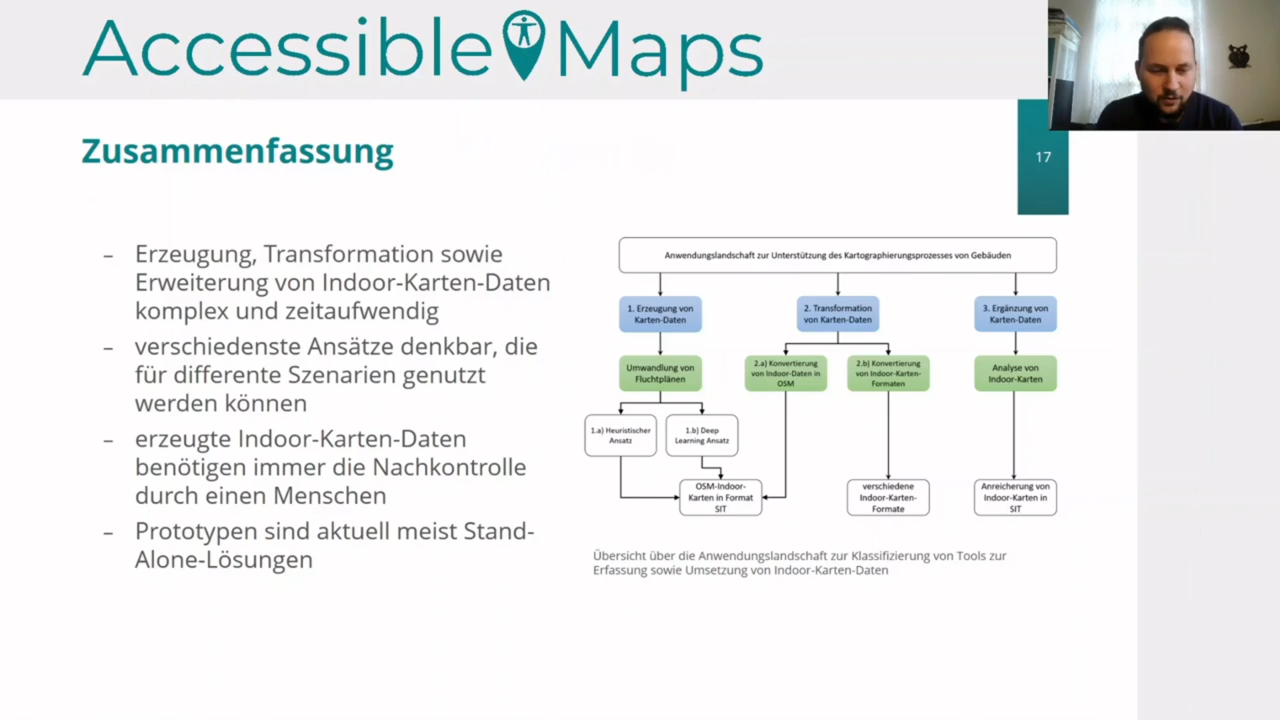 Accessible Maps
17
Zusammenfassung
– Erzeugung, Transformation sowie
Erweiterung von Indoor-Karten-Daten
komplex und zeitaufwendig
– verschiedenste Ansätze denkbar, die
für differente Szenarien genutzt
werden können
– erzeugte Indoor-Karten-Daten
benötigen immer die Nachkontrolle
durch einen Menschen
– Prototypen sind aktuell meist Stand-
Alone-Lösungen
Anwendungslandschaft zur Unterstützung des Kartographierungsprozesses von Gebäuden
1. Erzeugung von
Karten-Daten
2. Transformation
von Karten-Daten
3. Ergänzung von
Karten-Daten
Umwandlung von
Fluchtplänen
2.a) Konvertierung
von Indoor-Daten in
OSM
2.b) Konvertierung
von Indoor-Karten-
Formaten
Analyse von
Indoor-Karten
1.a) Heuristischer
Ansatz
1.b) Deep
Learning Ansatz
OSM-Indoor-
Karten in Format
SIT
verschiedene
Indoor-Karten-
Formate
Anreicherung von
Indoor-Karten in
SIT
Übersicht über die Anwendungslandschaft zur Klassifizierung von Tools zur
Erfassung sowie Umsetzung von Indoor-Karten-Daten